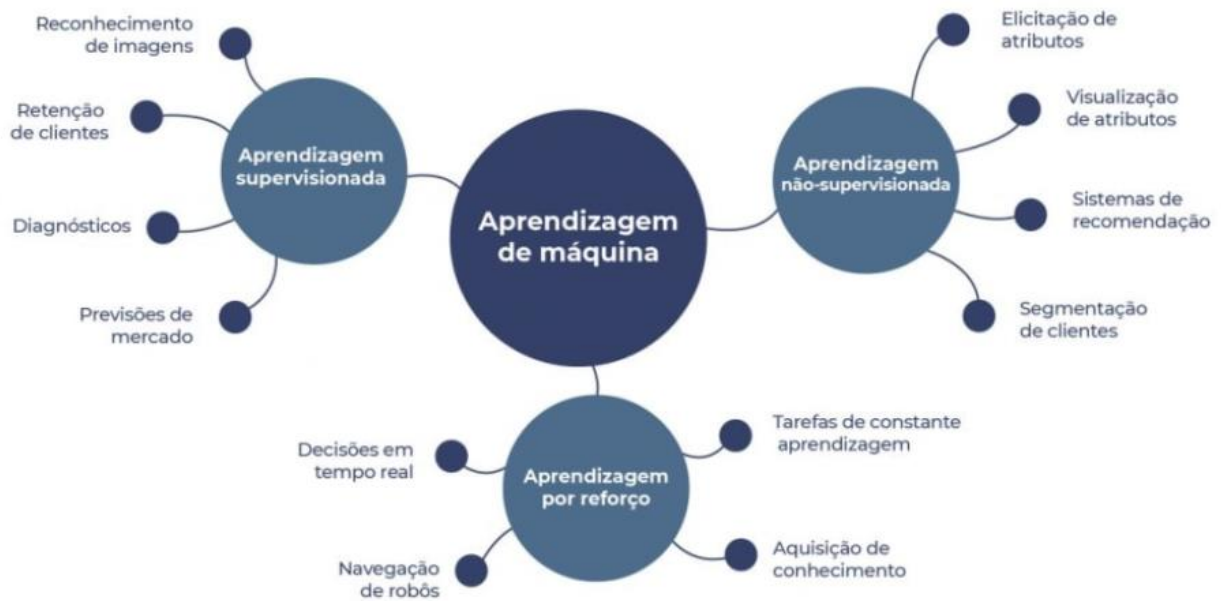 Reconhecimento
de imagens
Retenção
de clientes
Diagnósticos
Previsões de
mercado
Aprendizagem
supervisionada
Aprendizagem
de máquina
Aprendizagem
não-supervisionada
Elicitação de
atributos
Visualização
de atributos
Sistemas de
recomendação
Segmentação
de clientes
Decisões em
tempo real
Navegação
de robôs
Aprendizagem
por reforço
Tarefas de constante
aprendizagem
Aquisição de
conhecimento